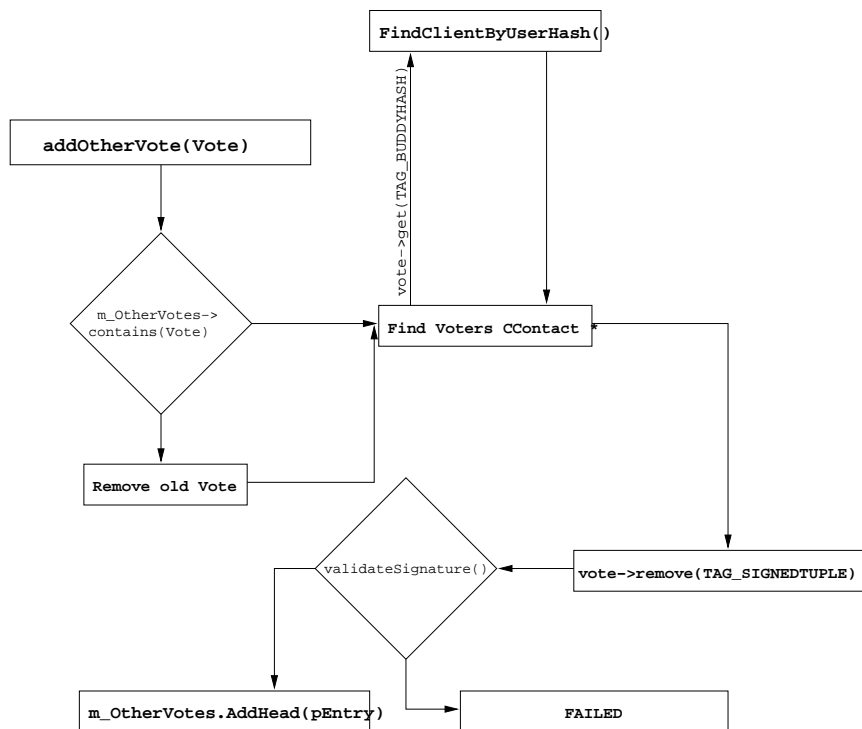 FindClientByUserHash()
vote->get(TAG_BUDDYHASH)
addOtherVote(Vote)
m_OtherVotes->
contains(Vote)
Find Voters CContact *
Remove old Vote
validateSignature()
vote->remove(TAG_SIGNEDTUPLE)
m_OtherVotes.AddHead(pEntry)
FAILED